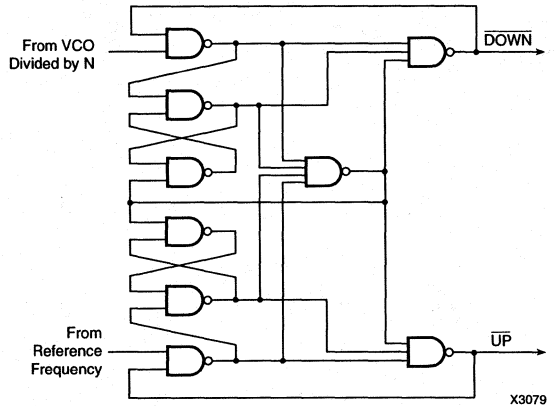 From VCO
Divided by N
DOWN
From
Reference
Frequency
UP
X3079